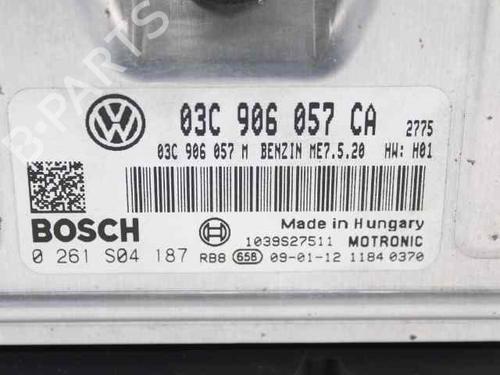 03C 906 057 CA 2775
03C 906 057 M BENZIN ME7.5.20 HW: H01
BOSCH
Made in Hungary
1039S27511 MOTRONIC
0 261 S04 187 RB8 658 09-01-12 1184 0370
B-PARTS